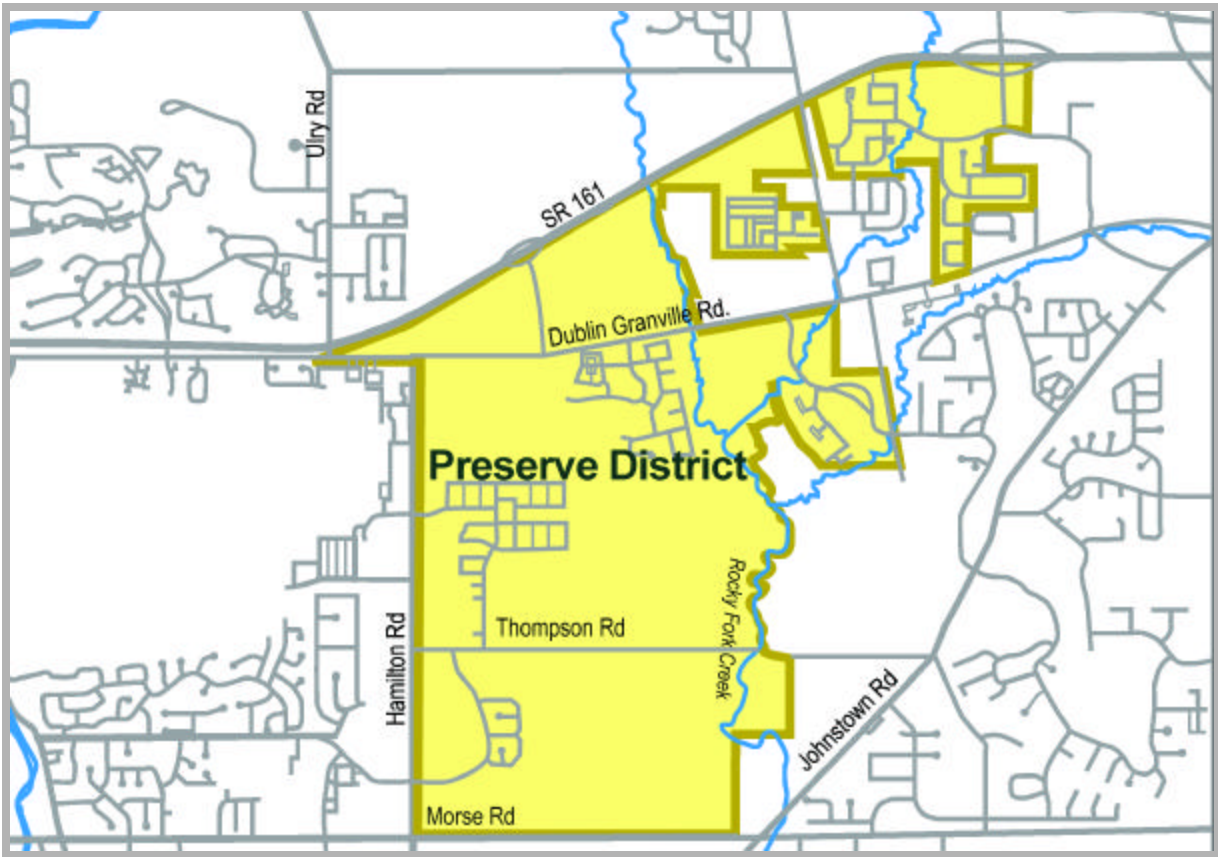 Ulry Rd
SR 161
Dublin Granville Rd.
Preserve District
Rocky Fork Creek
Thompson Rd
Hamilton Rd
Johnstown Rd
Morse Rd